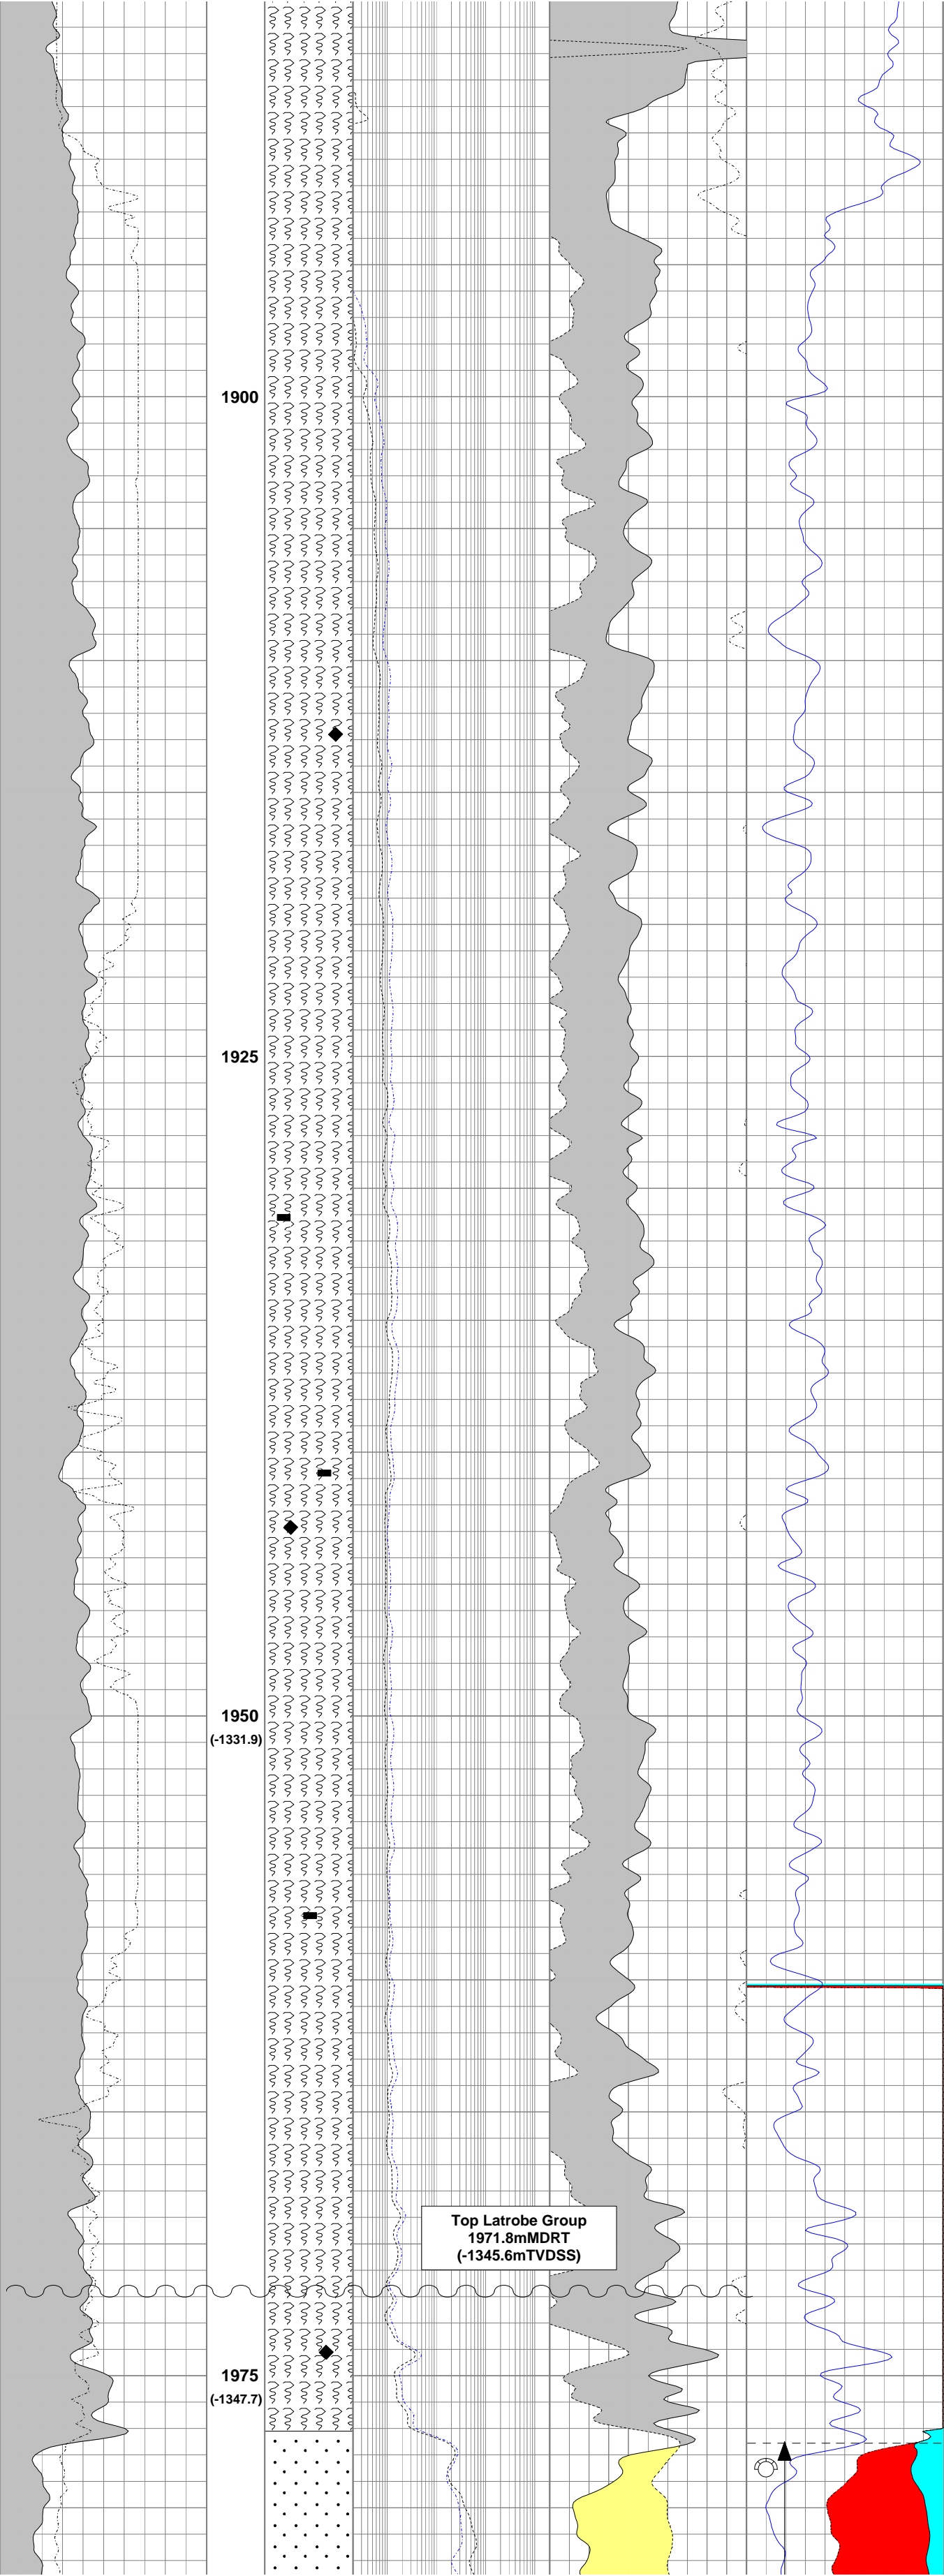 1900
1925
1950
(-1331.9)
Top Latrobe Group
1971.8mMDRT
(-1345.6mTVDSS)
1975
(-1347.7)